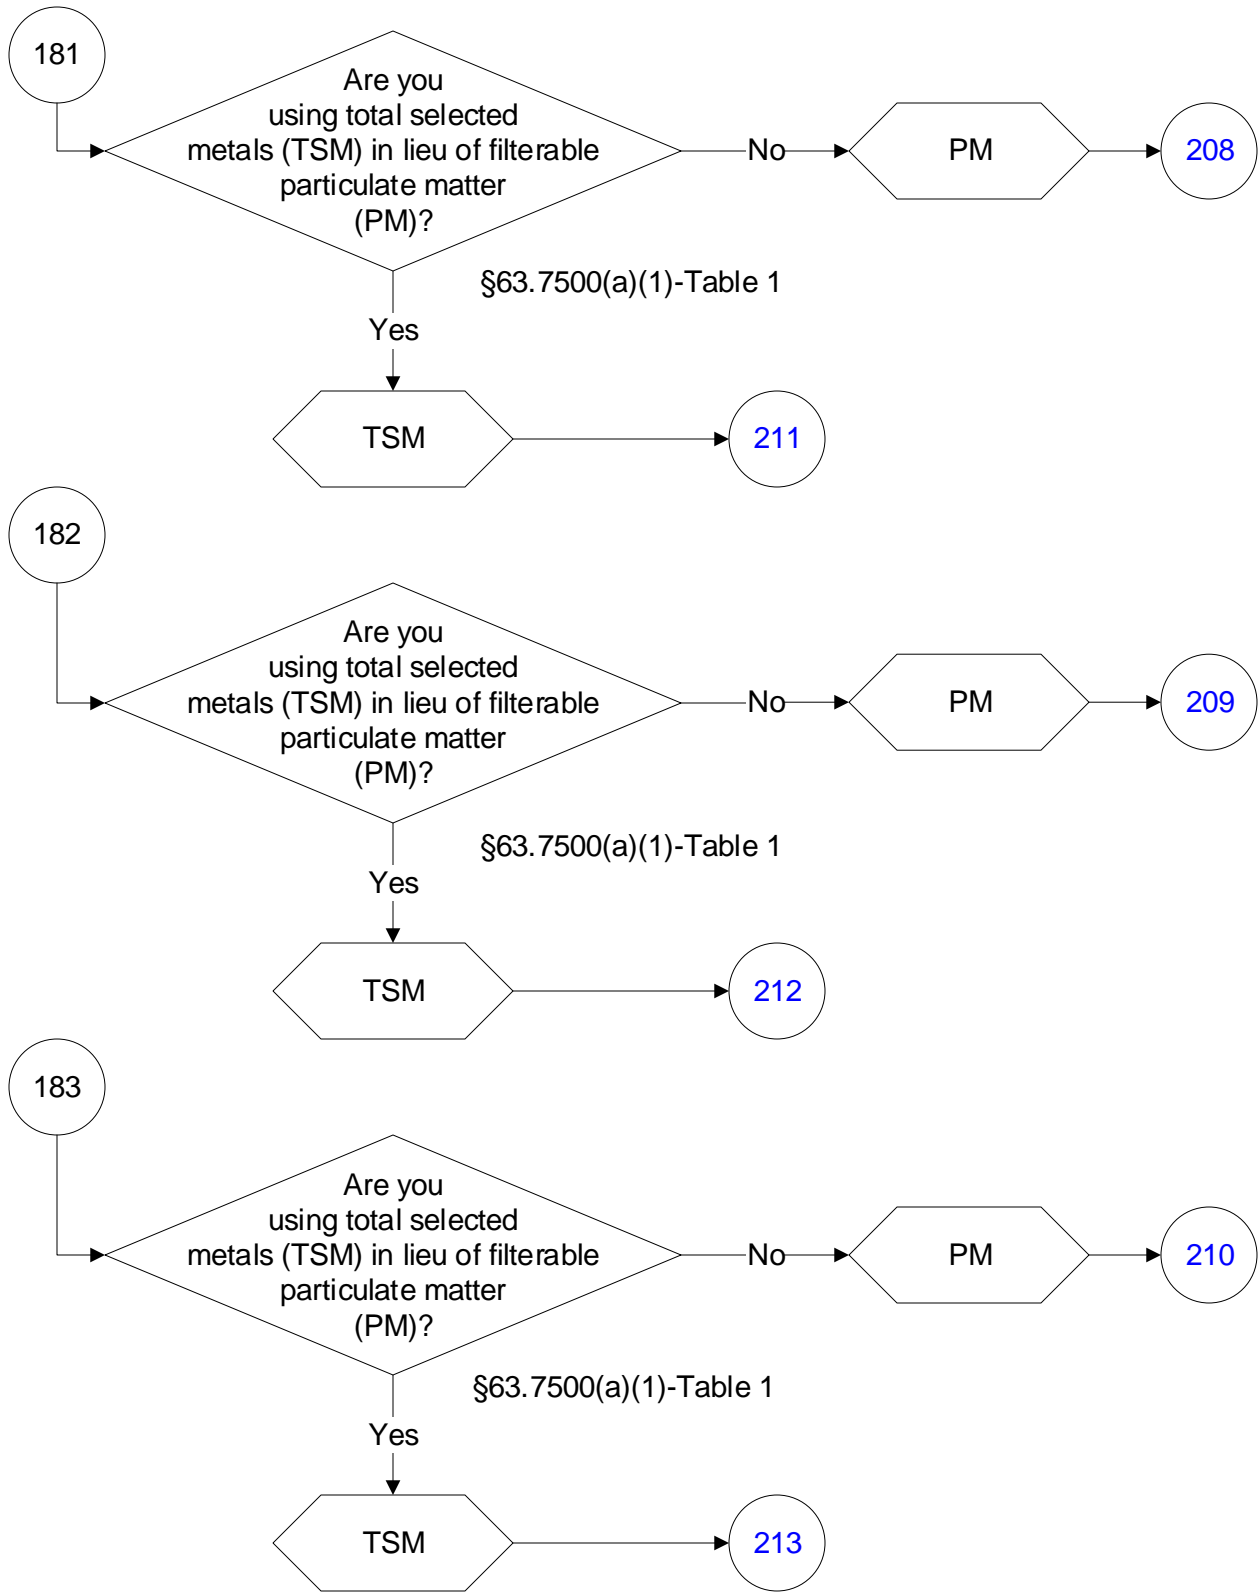 181
Are you
using total selected
metals (TSM) in lieu of filterable
particulate matter
(PM)?
No
PM
208
§63.7500(a)(1)-Table 1
Yes
TSM
211
182
Are you
using total selected
metals (TSM) in lieu of filterable
particulate matter
(PM)?
No
PM
209
§63.7500(a)(1)-Table 1
Yes
TSM
212
183
Are you
using total selected
metals (TSM) in lieu of filterable
particulate matter
(PM)?
No
PM
210
§63.7500(a)(1)-Table 1
Yes
TSM
213